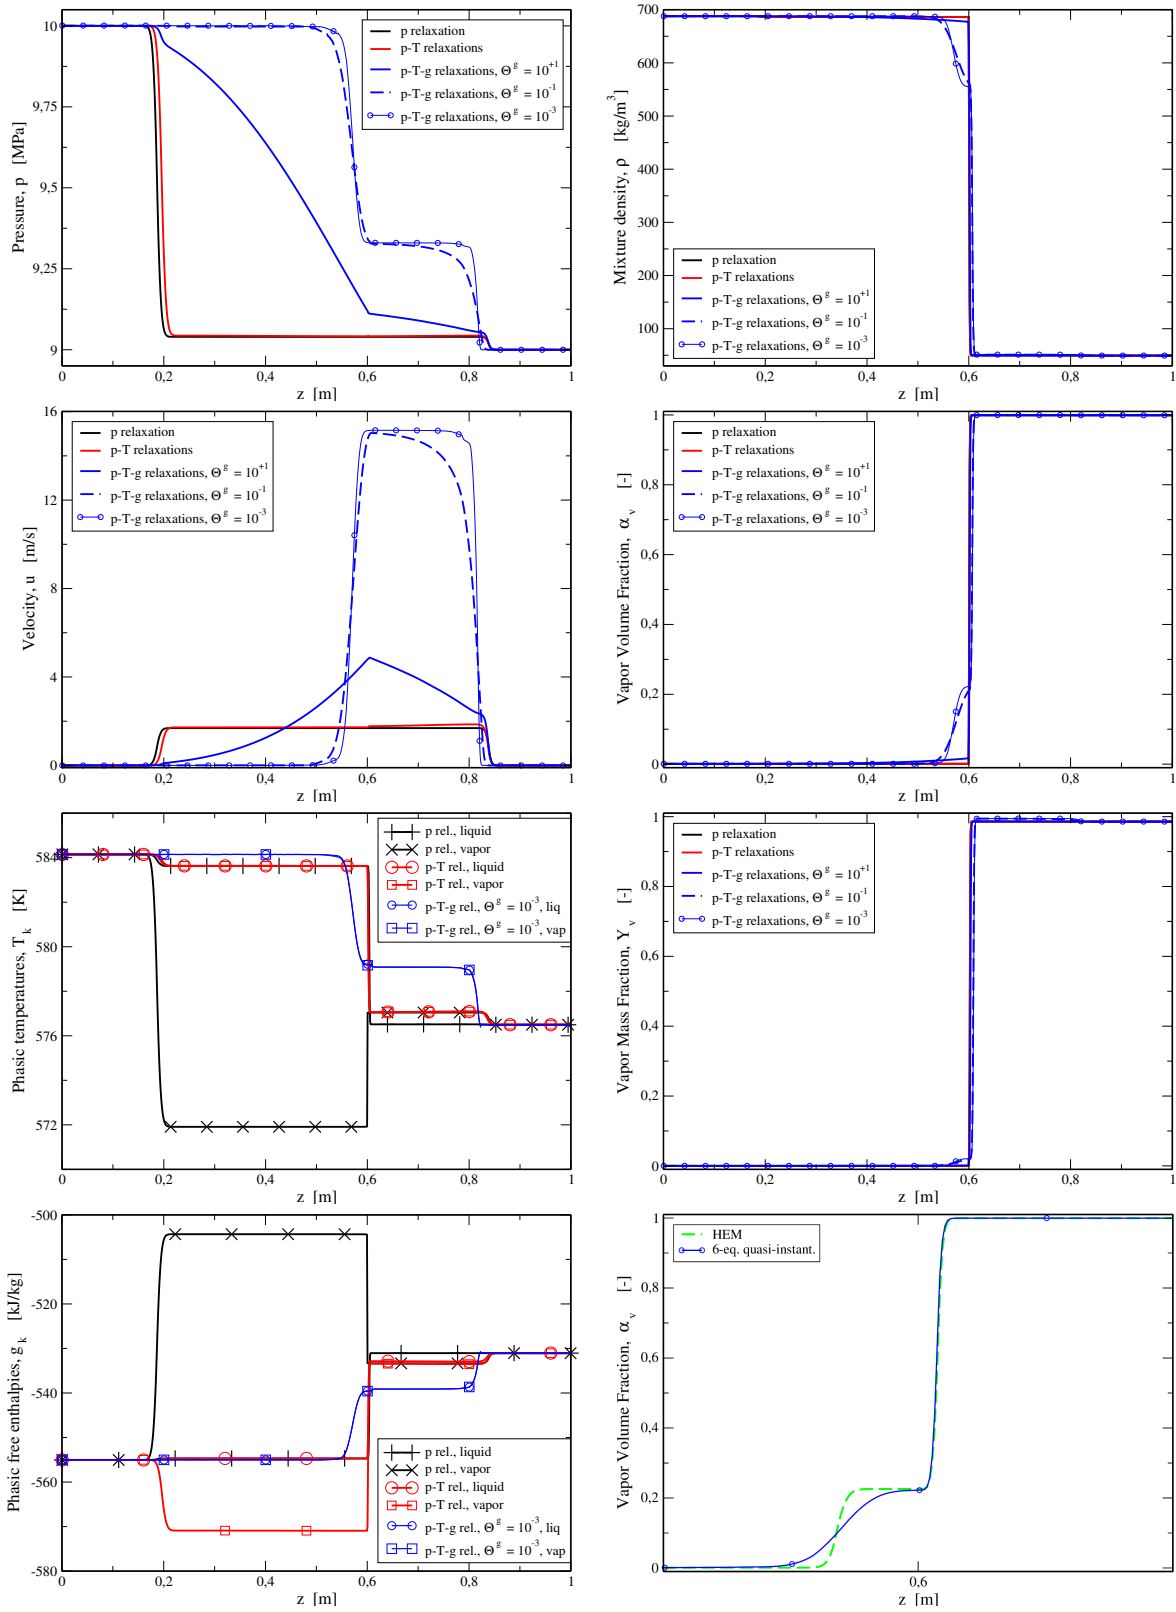 10
9,75
9,5
9,25
9
Pressure, p [MPa]
p relaxation
p-T relaxations
p-T-g relaxations, Θ^g = 10^+1
p-T-g relaxations, Θ^g = 10^-1
p-T-g relaxations, Θ^g = 10^-3
0 0,2 0,4 0,6 0,8 1
z [m]
700
600
500
400
300
200
100
Mixture density, ρ [kg/m^3]
p relaxation
p-T relaxations
p-T-g relaxations, Θ^g = 10^+1
p-T-g relaxations, Θ^g = 10^-1
p-T-g relaxations, Θ^g = 10^-3
0 0,2 0,4 0,6 0,8 1
z [m]
16
12
8
4
0
Velocity, u [m/s]
p relaxation
p-T relaxations
p-T-g relaxations, Θ^g = 10^+1
p-T-g relaxations, Θ^g = 10^-1
p-T-g relaxations, Θ^g = 10^-3
0 0,2 0,4 0,6 0,8 1
z [m]
1
0,8
0,6
0,4
0,2
0
Vapor Volume Fraction, α_v [-]
p relaxation
p-T relaxations
p-T-g relaxations, Θ^g = 10^+1
p-T-g relaxations, Θ^g = 10^-1
p-T-g relaxations, Θ^g = 10^-3
0 0,2 0,4 0,6 0,8 1
z [m]
584
580
576
572
Phasic temperatures, T_k [K]
p rel., liquid
p rel., vapor
p-T rel., liquid
p-T rel., vapor
p-T-g rel., Θ^g = 10^-3, liq
p-T-g rel., Θ^g = 10^-3, vap
0 0,2 0,4 0,6 0,8 1
z [m]
1
0,8
0,6
0,4
0,2
0
Vapor Mass Fraction, Y_v [-]
p relaxation
p-T relaxations
p-T-g relaxations, Θ^g = 10^+1
p-T-g relaxations, Θ^g = 10^-1
p-T-g relaxations, Θ^g = 10^-3
0 0,2 0,4 0,6 0,8 1
z [m]
-500
-520
-540
-560
-580
Phasic free enthalpies, g_k [kJ/kg]
p rel., liquid
p rel., vapor
p-T rel., liquid
p-T rel., vapor
p-T-g rel., Θ^g = 10^-3, liq
p-T-g rel., Θ^g = 10^-3, vap
0 0,2 0,4 0,6 0,8 1
z [m]
1
0,8
0,6
0,4
0,2
0
Vapor Volume Fraction, α_v [-]
HEM
6-eq. quasi-instant.
0,6
z [m]